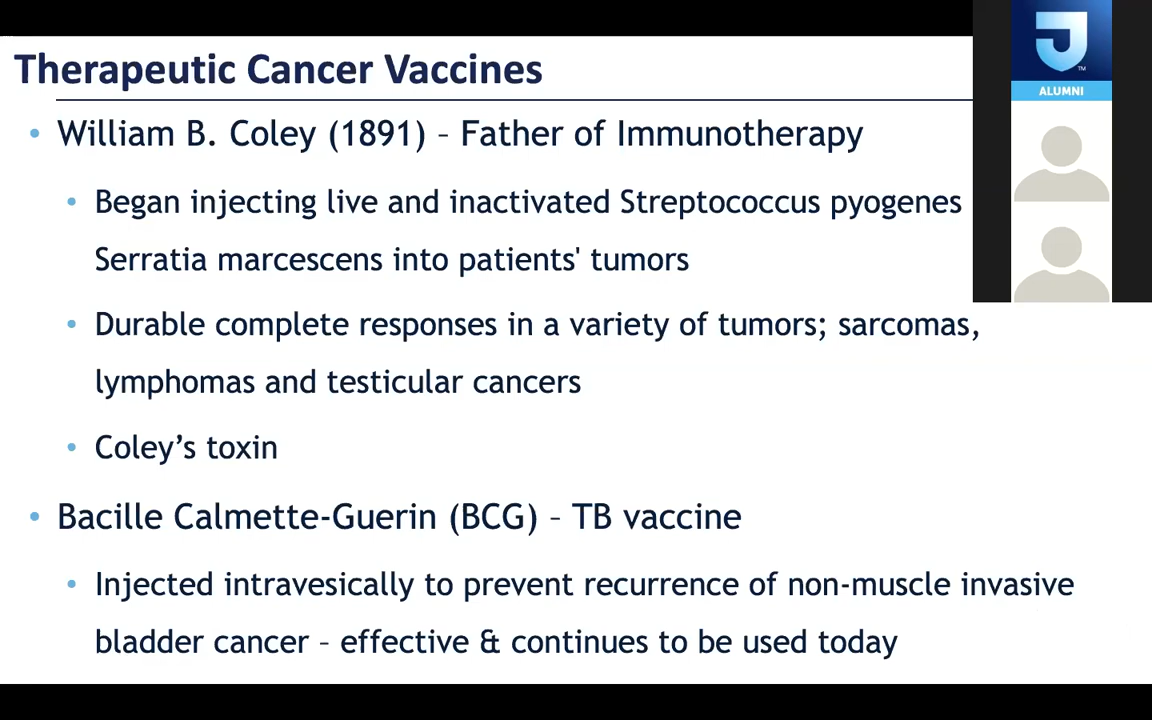 Therapeutic Cancer Vaccines
• William B. Coley (1891) – Father of Immunotherapy
• Began injecting live and inactivated Streptococcus pyogenes
Serratia marcescens into patients' tumors
• Durable complete responses in a variety of tumors; sarcomas,
lymphomas and testicular cancers
• Coley’s toxin
• Bacille Calmette-Guerin (BCG) – TB vaccine
• Injected intravesically to prevent recurrence of non-muscle invasive
bladder cancer – effective & continues to be used today
J TM
ALUMNI